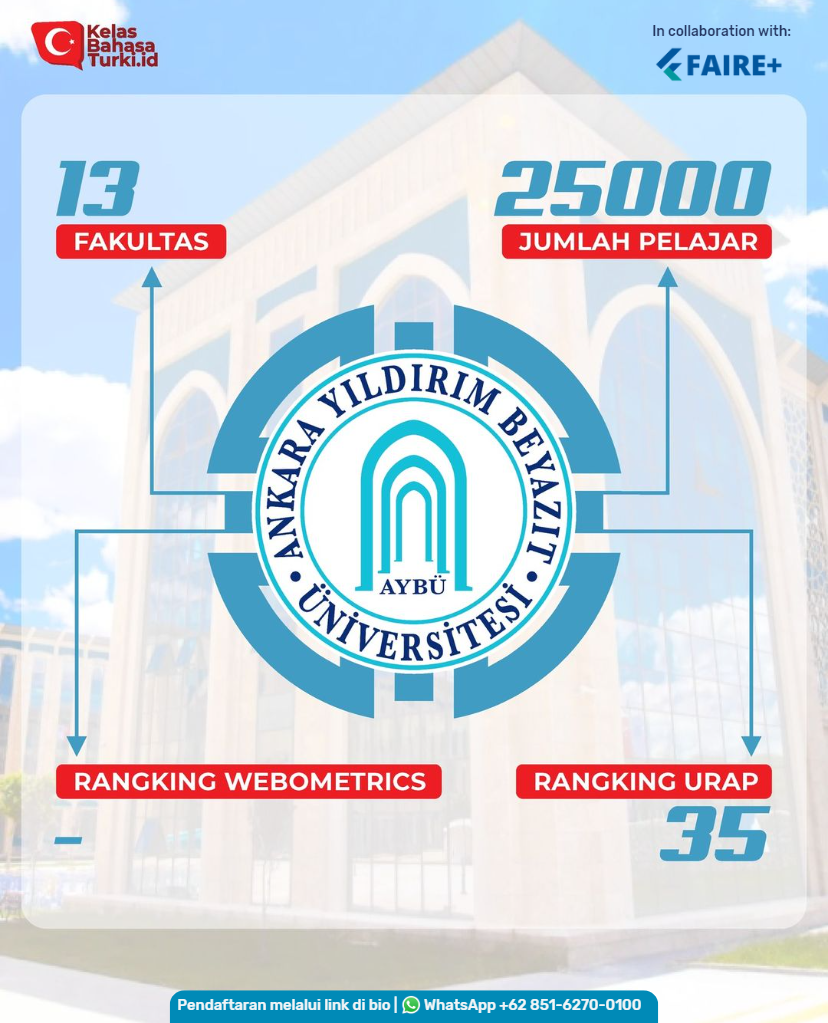 Kelas
Bahasa
Turki.id
In collaboration with:
FAIRE+
13
FAKULTAS
25000
JUMLAH PELAJAR
ANKARA YILDIRIM BEYAZIT
AYBÜ
ÜNİVERSİTESİ
RANGKING WEBOMETRICS
-
RANGKING URAP
35
Pendaftaran melalui link di bio | WhatsApp +62 851-6270-0100